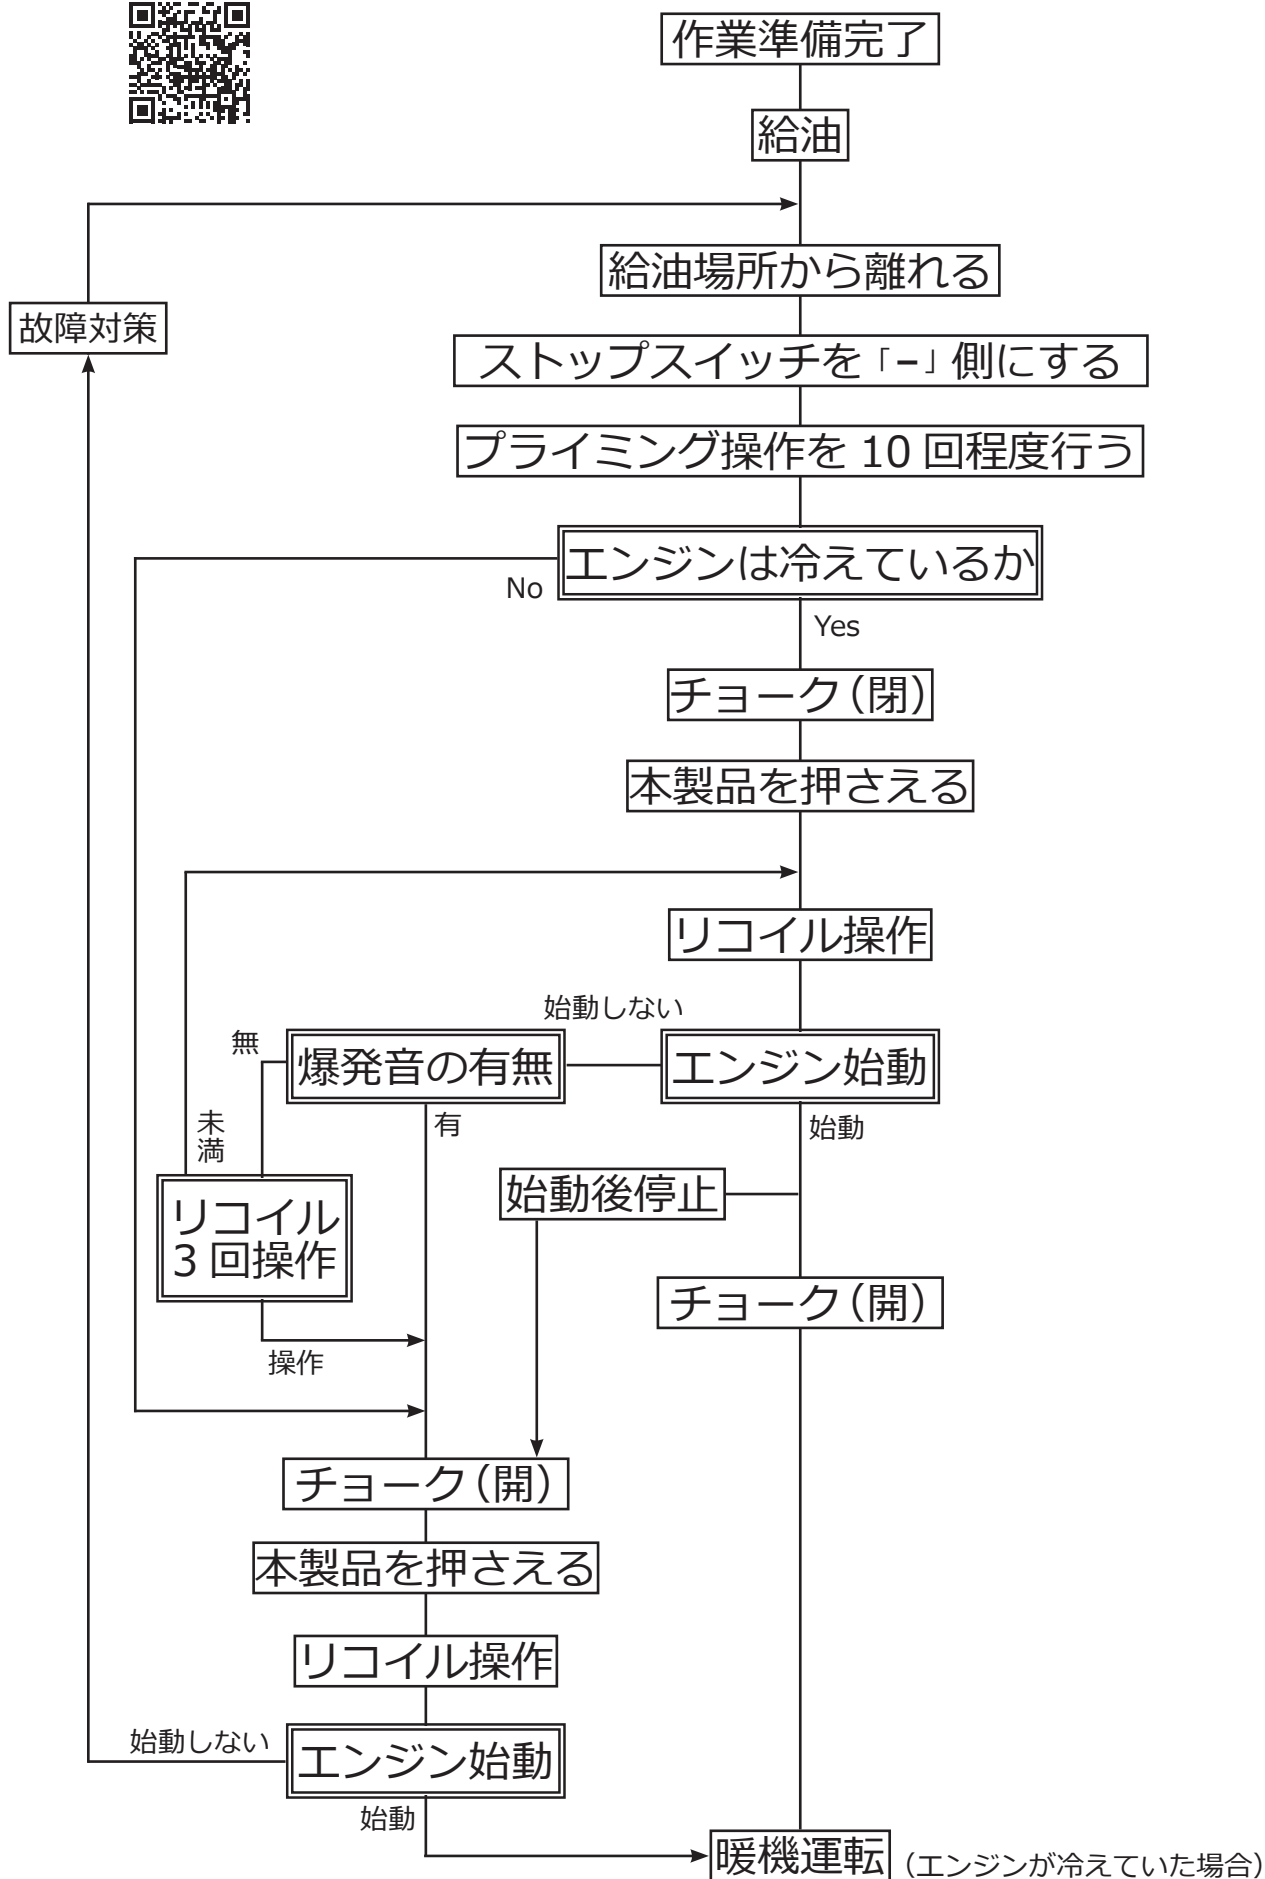 作業準備完了
給油
給油場所から離れる
故障対策
ストップスイッチを「−」側にする
プライミング操作を 10 回程度行う
エンジンは冷えているか
No
Yes
チョーク（閉）
本製品を押さえる
リコイル操作
始動しない
無
爆発音の有無
エンジン始動
未満
有
始動
始動後停止
リコイル
3 回操作
チョーク（開）
操作
チョーク（開）
本製品を押さえる
リコイル操作
始動しない
エンジン始動
始動
暖機運転（エンジンが冷えていた場合）